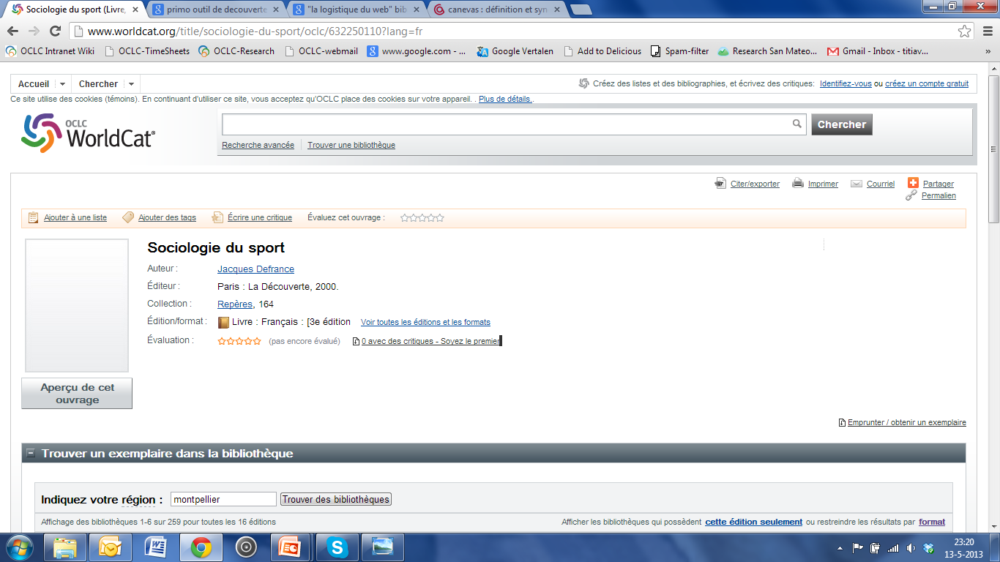 Sociologie du sport (Livre,
primo outil de decouverte
"la logistique du web" bib
canevas : définition et syn
www.worldcat.org/title/sociologie-du-sport/oclc/632250110?lang=fr
OCLC Intranet Wiki OCLC-TimeSheets OCLC-Research OCLC-webmail www.google.com - ... Google Vertalen Add to Delicious Spam-filter Research San Mateo... Gmail - Inbox - titiav... »
Accueil Chercher Créez des listes et des bibliographies, et écrivez des critiques: Identifiez-vous ou créez un compte gratuit
Ce site utilise des cookies (témoins). En continuant d'utiliser ce site, vous acceptez qu'OCLC place des cookies sur votre appareil. . Plus de détails..
OCLC
WorldCat®
Chercher
Recherche avancée Trouver une bibliothèque
Citer/exporter Imprimer Courriel Partager
Permalien
Ajouter à une liste Ajouter des tags Écrire une critique Évaluez cet ouvrage :
Sociologie du sport
Auteur : Jacques Defrance
Éditeur : Paris : La Découverte, 2000.
Collection : Repères, 164
Édition/format : Livre : Français : [3e édition Voir toutes les éditions et les formats
Évaluation : (pas encore évalué) 0 avec des critiques - Soyez le premier
Aperçu de cet
ouvrage
Emprunter / obtenir un exemplaire
Trouver un exemplaire dans la bibliothèque
Indiquez votre région : montpellier Trouver des bibliothèques
Affichage des bibliothèques 1-6 sur 259 pour toutes les 16 éditions Afficher les bibliothèques qui possèdent cette édition seulement ou restreindre les résultats par format
23:20
13-5-2013